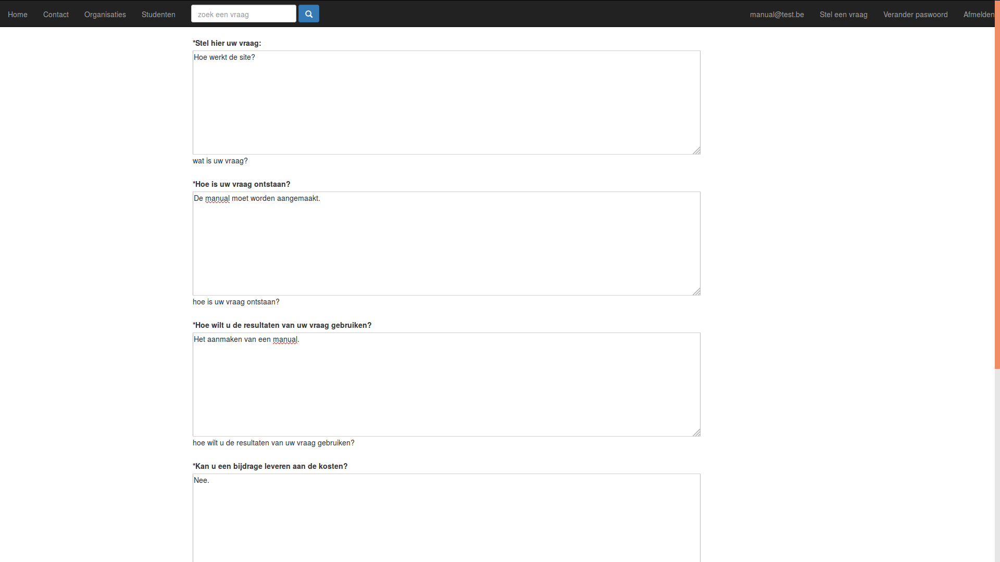 Home Contact Organisaties Studenten zoek een vraag manual@test.be Stel een vraag Verander paswoord Afmelden
*Stel hier uw vraag:
Hoe werkt de site?
wat is uw vraag?
*Hoe is uw vraag ontstaan?
De manual moet worden aangemaakt.
hoe is uw vraag ontstaan?
*Hoe wilt u de resultaten van uw vraag gebruiken?
Het aanmaken van een manual.
hoe wilt u de resultaten van uw vraag gebruiken?
*Kan u een bijdrage leveren aan de kosten?
Nee.